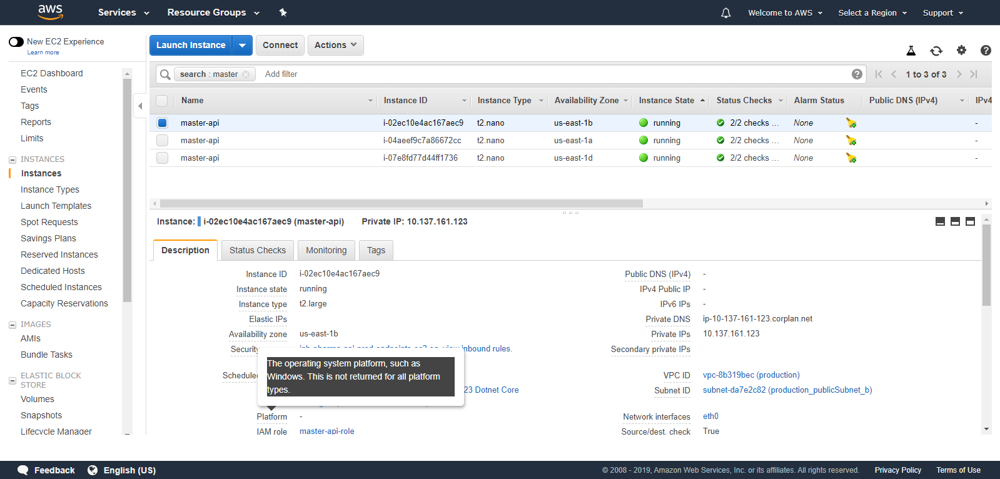 aws Services Resource Groups Welcome to AWS Select a Region Support
New EC2 Experience
Learn more
EC2 Dashboard
Events
Tags
Reports
Limits
INSTANCES
Instances
Instance Types
Launch Templates
Spot Requests
Savings Plans
Reserved Instances
Dedicated Hosts
Scheduled Instances
Capacity Reservations
IMAGES
AMIs
Bundle Tasks
ELASTIC BLOCK
STORE
Volumes
Snapshots
Lifecycle Manager
Launch Instance Connect Actions
search : master Add filter 1 to 3 of 3
Name Instance ID Instance Type Availability Zone Instance State Status Checks Alarm Status Public DNS (IPv4) IPv4
master-api i-02ec10e4ac167aec9 t2.nano us-east-1b running 2/2 checks ... None -
master-api i-04aeef9c7a86672cc t2.nano us-east-1a running 2/2 checks ... None -
master-api i-07e8fd77d44ff1736 t2.nano us-east-1d running 2/2 checks ... None -
Instance: i-02ec10e4ac167aec9 (master-api) Private IP: 10.137.161.123
Description Status Checks Monitoring Tags
Instance ID i-02ec10e4ac167aec9
Instance state running
Instance type t2.large
Elastic IPs
Availability zone us-east-1b
Security inbound rules.
Scheduled
The operating system platform, such as
Windows. This is not returned for all platform
types.
23 Dotnet Core
Platform -
IAM role master-api-role
Public DNS (IPv4) -
IPv4 Public IP -
IPv6 IPs -
Private DNS ip-10-137-161-123.corplan.net
Private IPs 10.137.161.123
Secondary private IPs
VPC ID vpc-8b319bec (production)
Subnet ID subnet-da7e2c82 (production_publicSubnet_b)
Network interfaces eth0
Source/dest. check True
Feedback English (US) © 2008 - 2019, Amazon Web Services, Inc. or its affiliates. All rights reserved. Privacy Policy Terms of Use